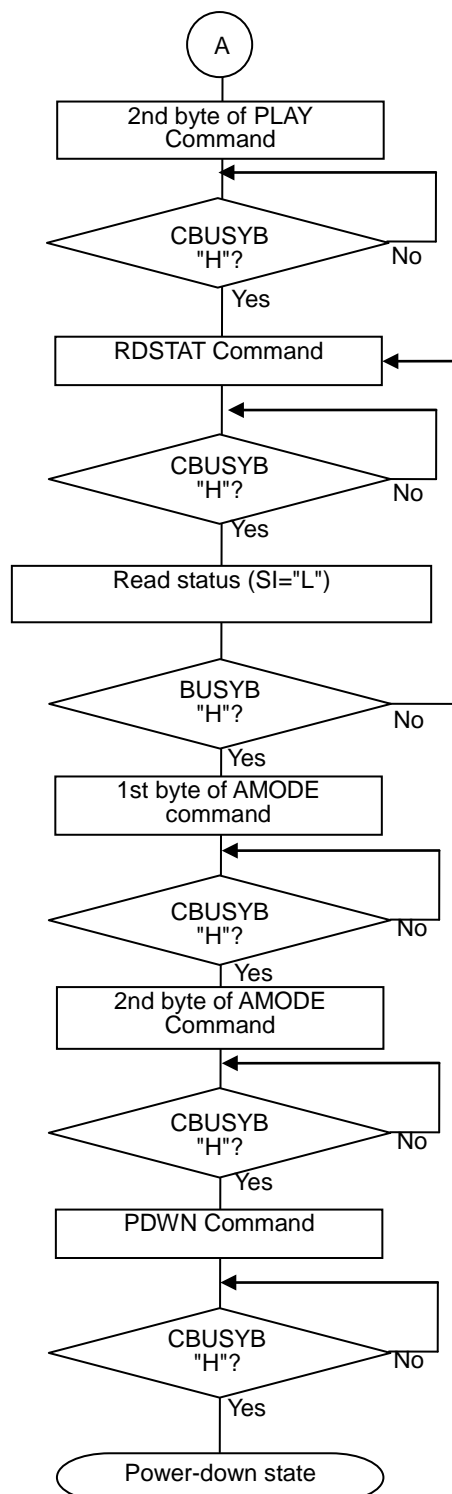 A
2nd byte of PLAY
Command
CBUSYB
"H"?
No
Yes
RDSTAT Command
CBUSYB
"H"?
No
Yes
Read status (SI="L")
BUSYB
"H"?
No
Yes
1st byte of AMODE
command
CBUSYB
"H"?
No
Yes
2nd byte of AMODE
Command
CBUSYB
"H"?
No
Yes
PDWN Command
CBUSYB
"H"?
No
Yes
Power-down state